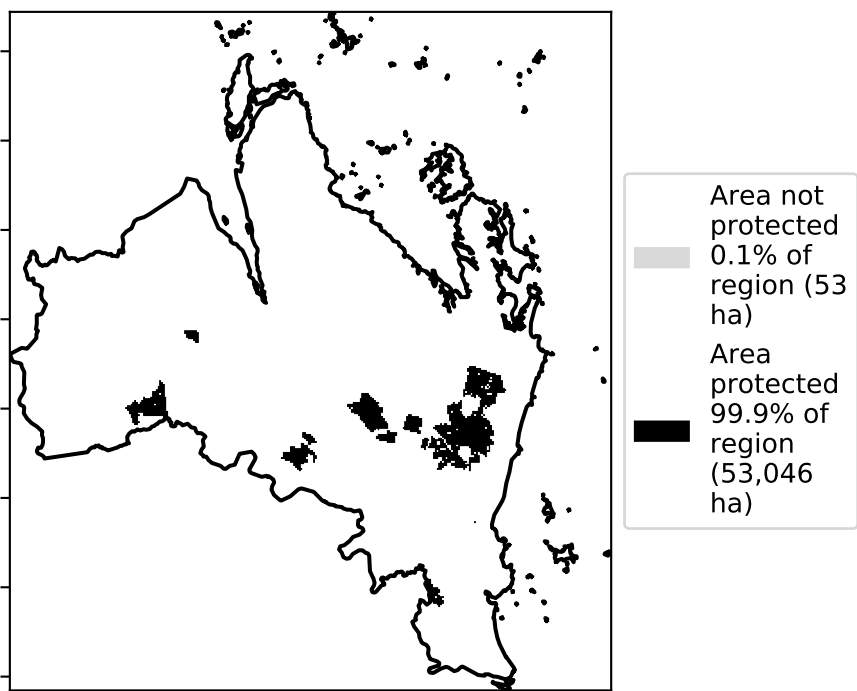 Area not
protected
0.1% of
region (53
ha)
Area
protected
99.9% of
region
(53,046
ha)